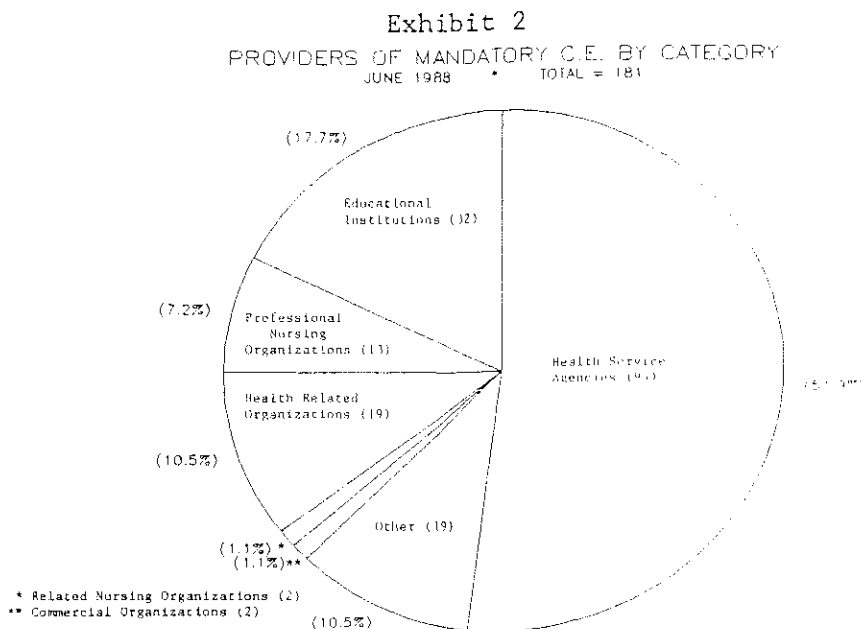 Exhibit 2
PROVIDERS OF MANDATORY C.E. BY CATEGORY
JUNE 1988 * TOTAL = 181
(17.7%)
Educational
Institutions (32)
(7.2%)
Professional
Nursing
Organizations (13)
Health Service
Agencies
Health Related
Organizations (19)
(10.5%)
Other (19)
(1.1%) *
(1.1%) **
* Related Nursing Organizations (2)
** Commercial Organizations (2)
(10.5%)